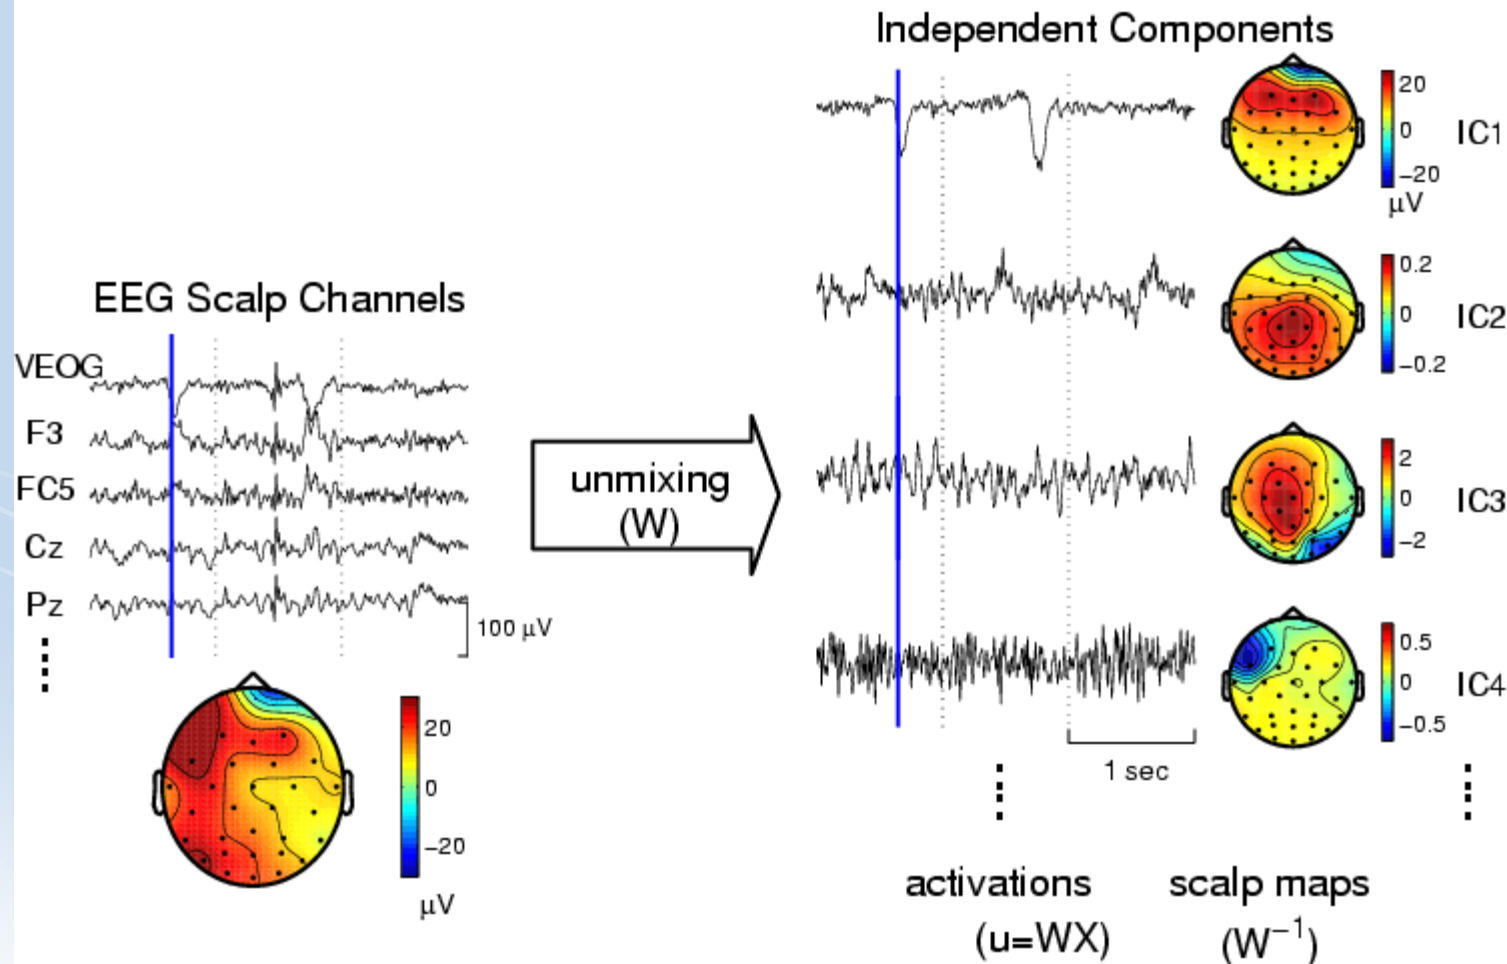 Independent Components
20
0
−20
μV
IC1
0.2
0
−0.2
IC2
2
0
−2
IC3
0.5
0
−0.5
IC4
1 sec
EEG Scalp Channels
VEOG
F3
FC5
Cz
Pz
100 μV
20
0
−20
μV
unmixing
(W)
activations
(u=WX)
scalp maps
(W⁻¹)